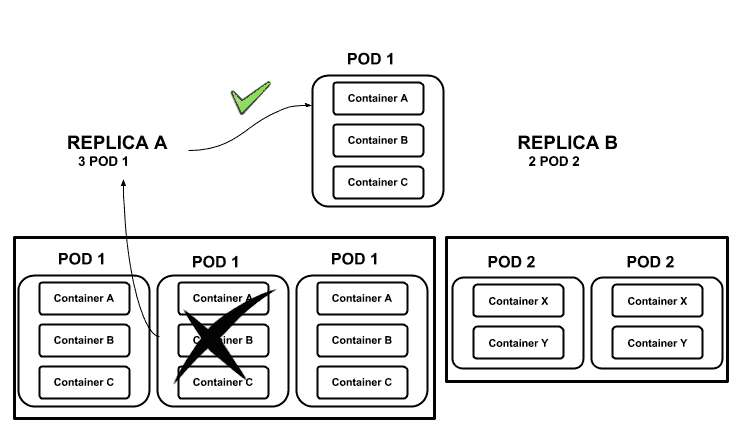 POD 1
Container A
Container B
Container C
REPLICA A
3 POD 1
REPLICA B
2 POD 2
POD 1
Container A
Container B
Container C
POD 1
Container A
Container B
Container C
POD 1
Container A
Container B
Container C
POD 2
Container X
Container Y
POD 2
Container X
Container Y